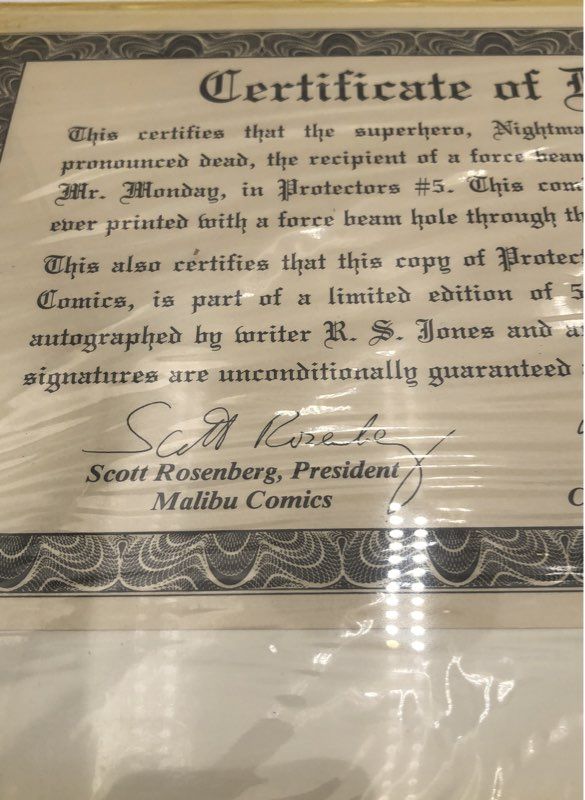 Certificate of
This certifies that the superhero, Nightma
pronounced dead, the recipient of a force beam
Mr. Monday, in Protectors #5. This com
ever printed with a force beam hole through th
This also certifies that this copy of Protec
Comics, is part of a limited edition of 5
autographed by writer R. S. Jones and a
signatures are unconditionally guaranteed
Scott Rosenberg
Scott Rosenberg, President
Malibu Comics
C